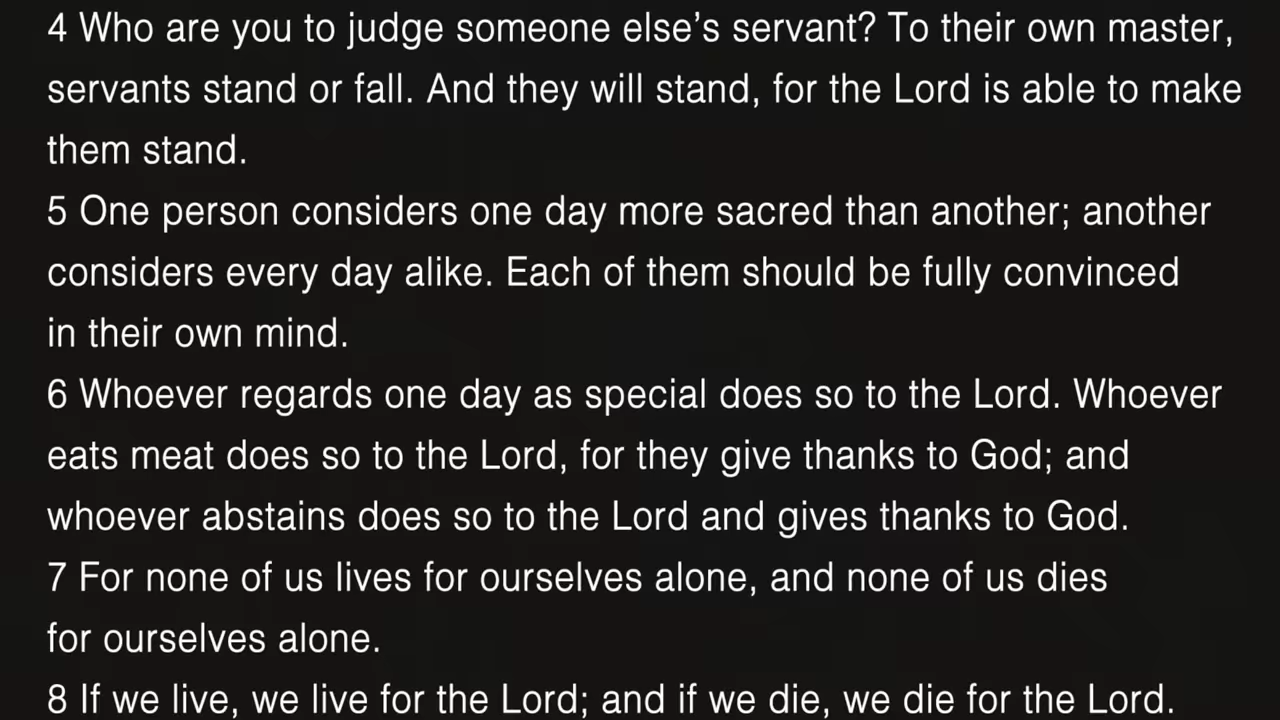 4 Who are you to judge someone else’s servant? To their own master,
servants stand or fall. And they will stand, for the Lord is able to make
them stand.
5 One person considers one day more sacred than another; another
considers every day alike. Each of them should be fully convinced
in their own mind.
6 Whoever regards one day as special does so to the Lord. Whoever
eats meat does so to the Lord, for they give thanks to God; and
whoever abstains does so to the Lord and gives thanks to God.
7 For none of us lives for ourselves alone, and none of us dies
for ourselves alone.
8 If we live, we live for the Lord; and if we die, we die for the Lord.